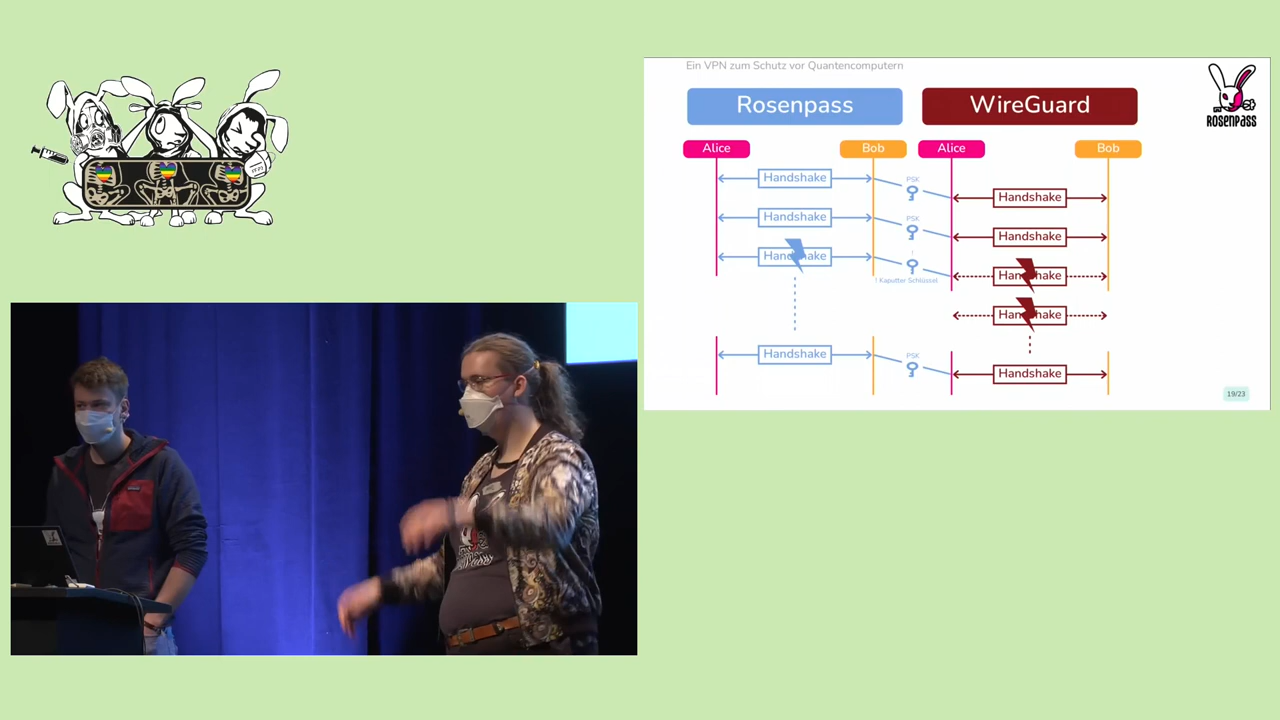 Ein VPN zum Schutz vor Quantencomputern
Rosenpass
WireGuard
ROSENPASS
Alice
Bob
Alice
Bob
Handshake
PSK
Handshake
Handshake
PSK
Handshake
Handshake
! Kaputter Schlüssel
Handshake
Handshake
Handshake
PSK
Handshake
19/23